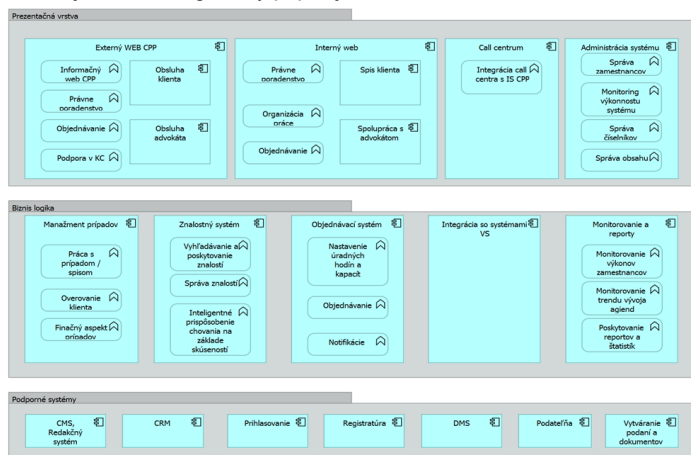 Prezentačná vrstva
Externý WEB CPP
Informačný
web CPP
Právne
poradenstvo
Objednávanie
Podpora v KC
Obsluha
klienta
Obsluha
advokáta
Interný web
Právne
poradenstvo
Organizácia
práce
Objednávanie
Spis klienta
Spolupráca s
advokátom
Call centrum
Integrácia call
centra s IS CPP
Administrácia systému
Správa
zamestnancov
Monitoring
výkonnostu
systému
Správa
číselníkov
Správa obsahu
Biznis logika
Manažment prípadov
Práca s
prípadom /
spisom
Overovanie
klienta
Finačný aspekt
prípadov
Znalostný systém
Vyhľadávanie a
poskytovanie
znalostí
Správa znalostí
Inteligentné
prispôsobenie
chovania na
základe
skúseností
Objednávací systém
Nastavenie
úradných
hodín a
kapacít
Objednávanie
Notifikácie
Integrácia so systémami
VS
Monitorovanie a
reporty
Monitorovanie
výkonov
zamestnancov
Monitorovanie
trendu vývoja
agiend
Poskytovanie
reportov a
štatistík
Podporné systémy
CMS,
Redakčný
systém
CRM
Prihlasovanie
Registratúra
DMS
Podateľňa
Vytváranie
podaní a
dokumentov